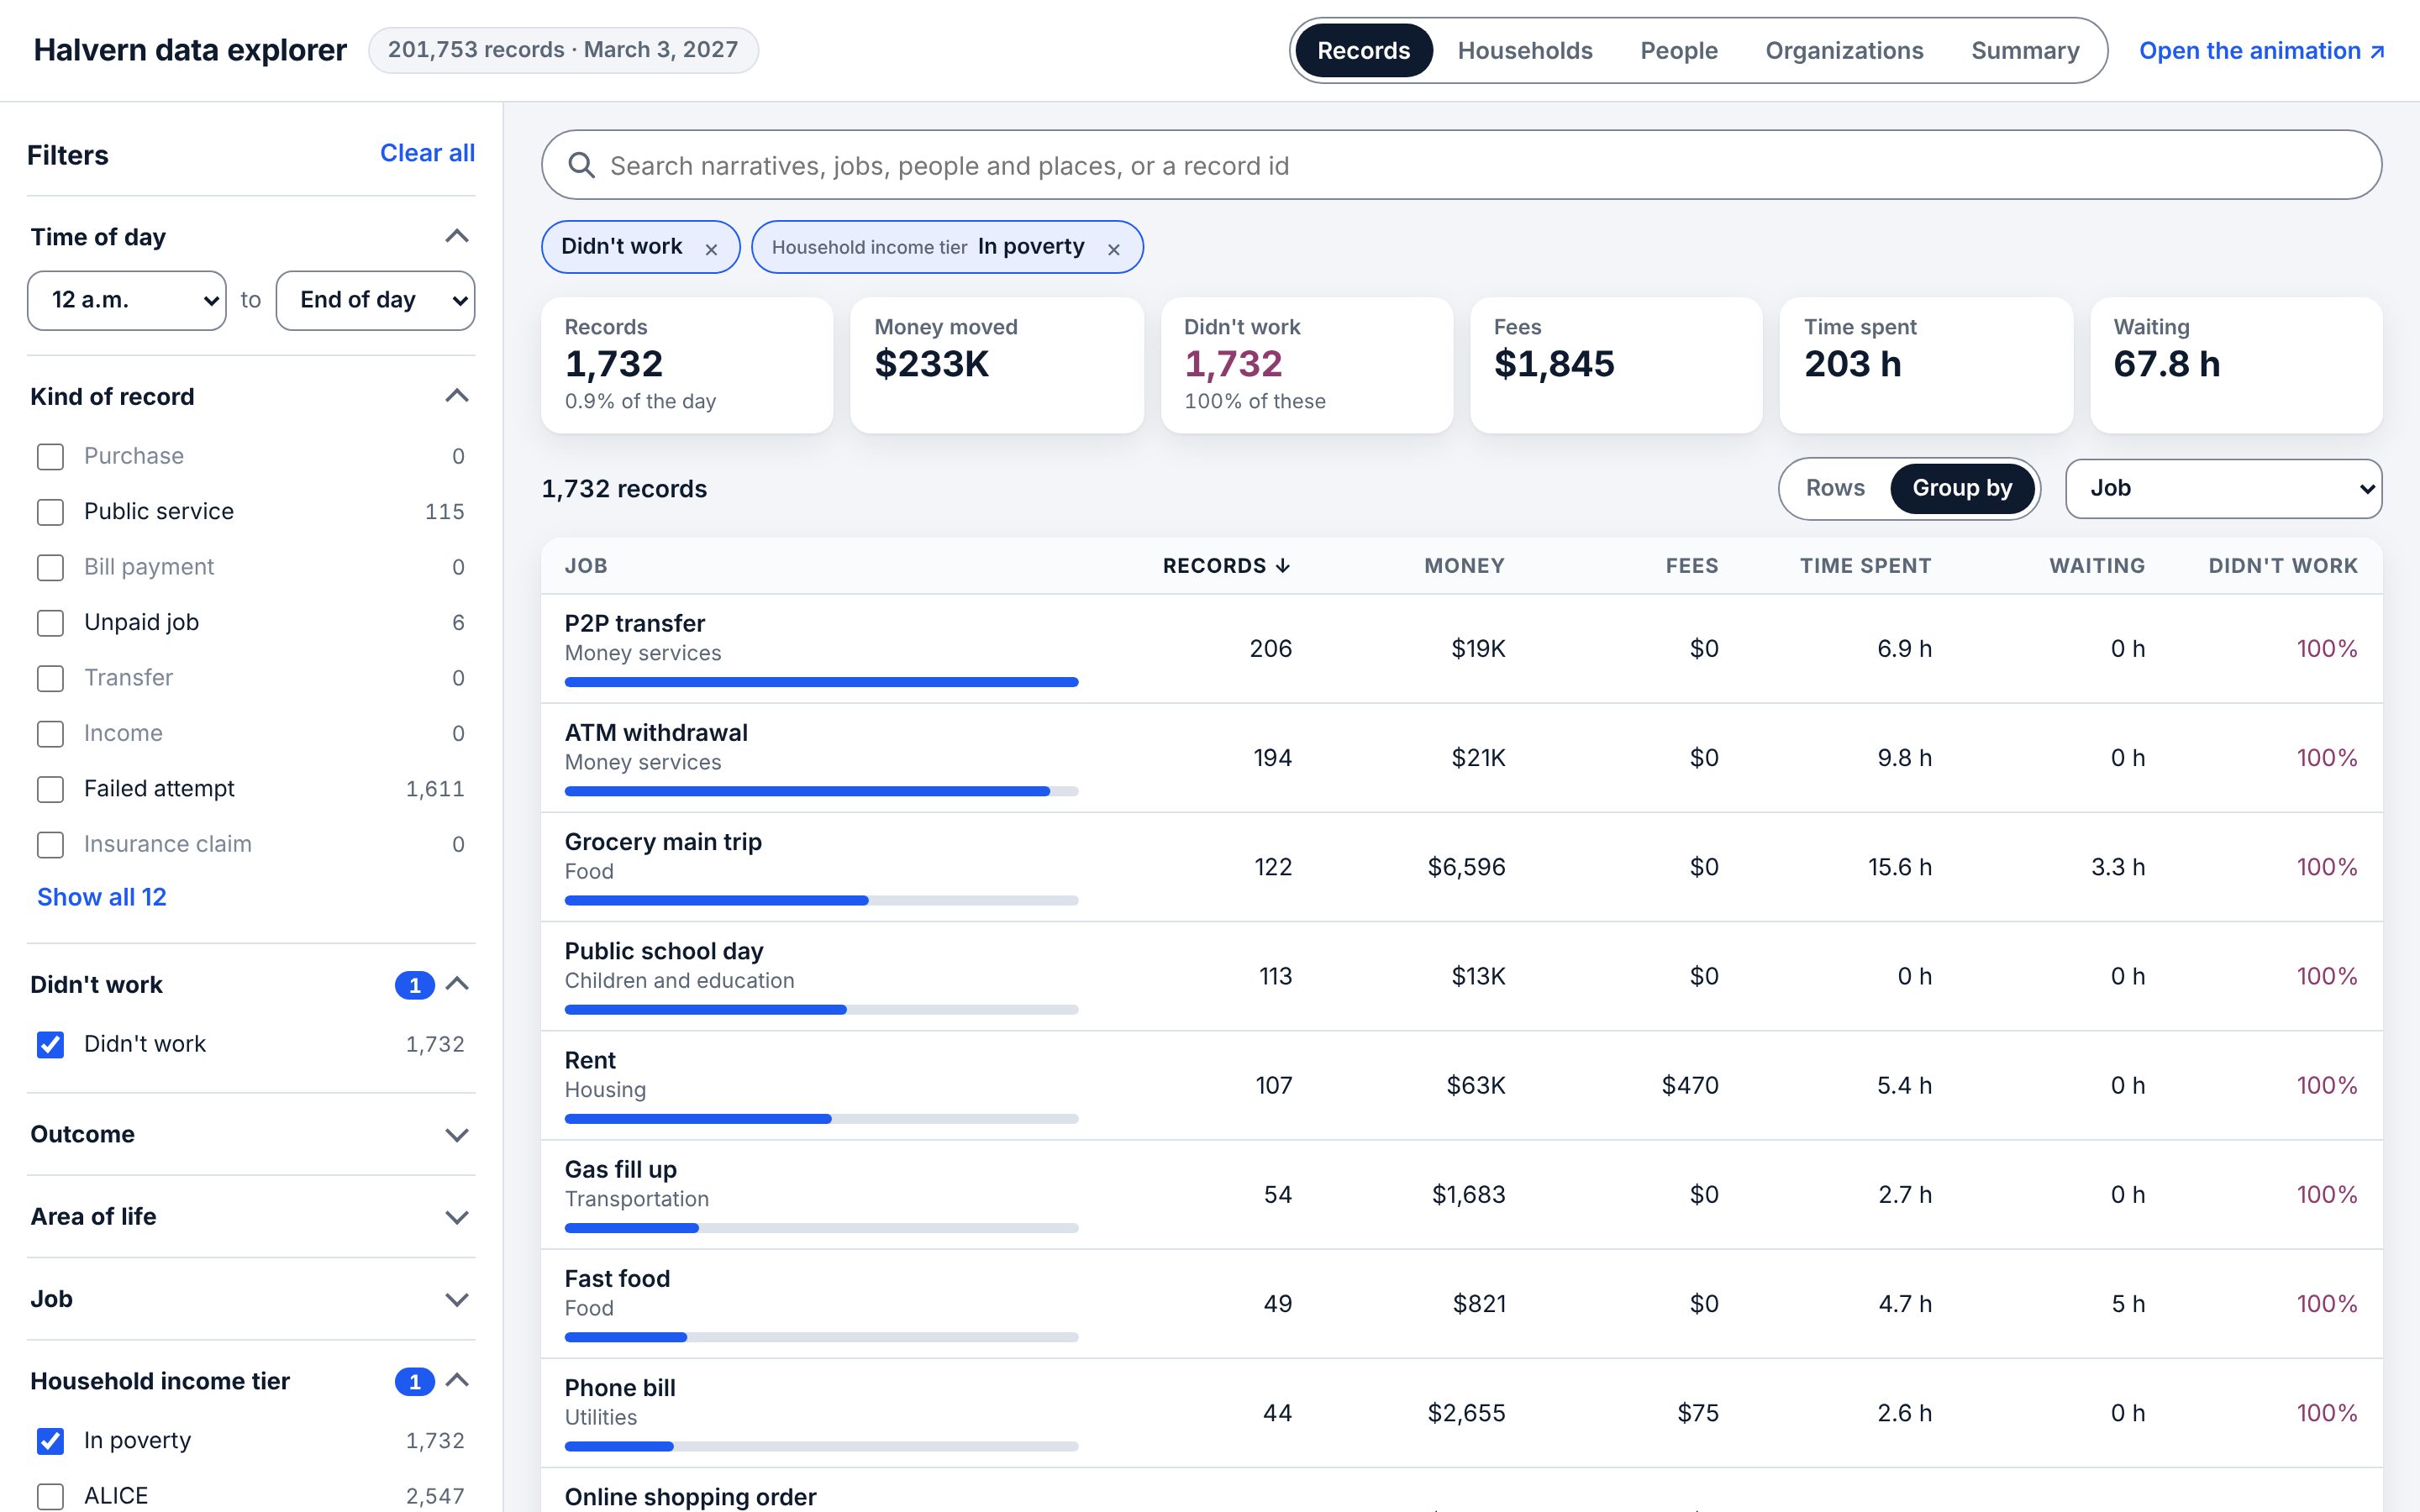 Halvern data explorer
201,753 records · March 3, 2027
Records Households People Organizations Summary
Open the animation ↗
Filters
Clear all
Time of day
12 a.m. to End of day
Kind of record
Purchase 0
Public service 115
Bill payment 0
Unpaid job 6
Transfer 0
Income 0
Failed attempt 1,611
Insurance claim 0
Show all 12
Didn't work 1
Didn't work 1,732
Outcome
Area of life
Job
Household income tier 1
In poverty 1,732
ALICE 2,547
Search narratives, jobs, people and places, or a record id
Didn't work ×
Household income tier In poverty ×
Records
1,732
0.9% of the day
Money moved
$233K
Didn't work
1,732
100% of these
Fees
$1,845
Time spent
203 h
Waiting
67.8 h
1,732 records
Rows Group by
Job
JOB RECORDS ↓ MONEY FEES TIME SPENT WAITING DIDN'T WORK
P2P transfer
Money services
206 $19K $0 6.9 h 0 h 100%
ATM withdrawal
Money services
194 $21K $0 9.8 h 0 h 100%
Grocery main trip
Food
122 $6,596 $0 15.6 h 3.3 h 100%
Public school day
Children and education
113 $13K $0 0 h 0 h 100%
Rent
Housing
107 $63K $470 5.4 h 0 h 100%
Gas fill up
Transportation
54 $1,683 $0 2.7 h 0 h 100%
Fast food
Food
49 $821 $0 4.7 h 5 h 100%
Phone bill
Utilities
44 $2,655 $75 2.6 h 0 h 100%
Online shopping order